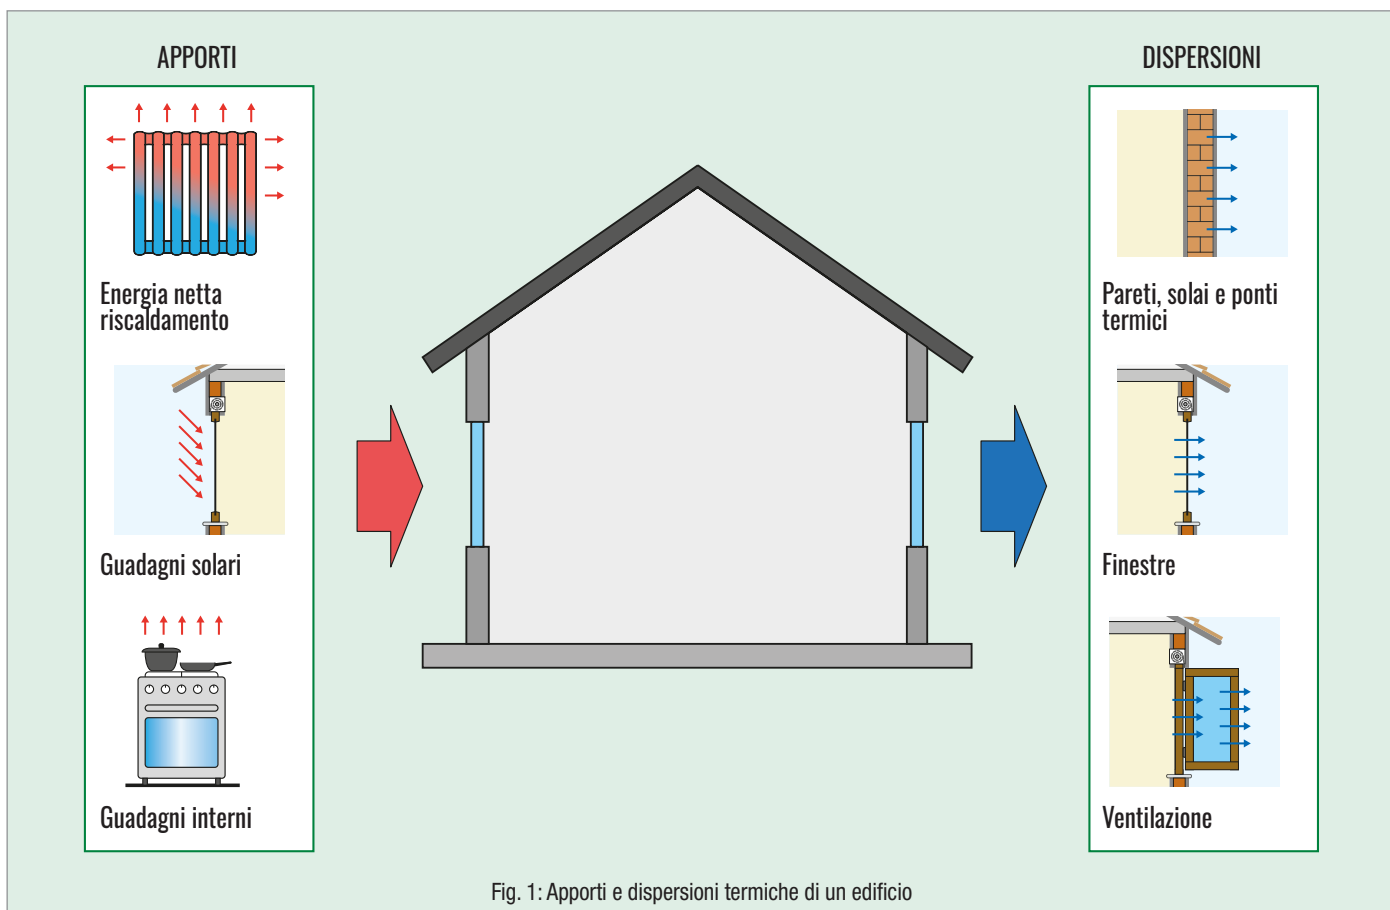 APPORTI
Energia netta
riscaldamento
Guadagni solari
Guadagni interni
DISPERSIONI
Pareti, solai e ponti
termici
Finestre
Ventilazione
Fig. 1: Apporti e dispersioni termiche di un edificio